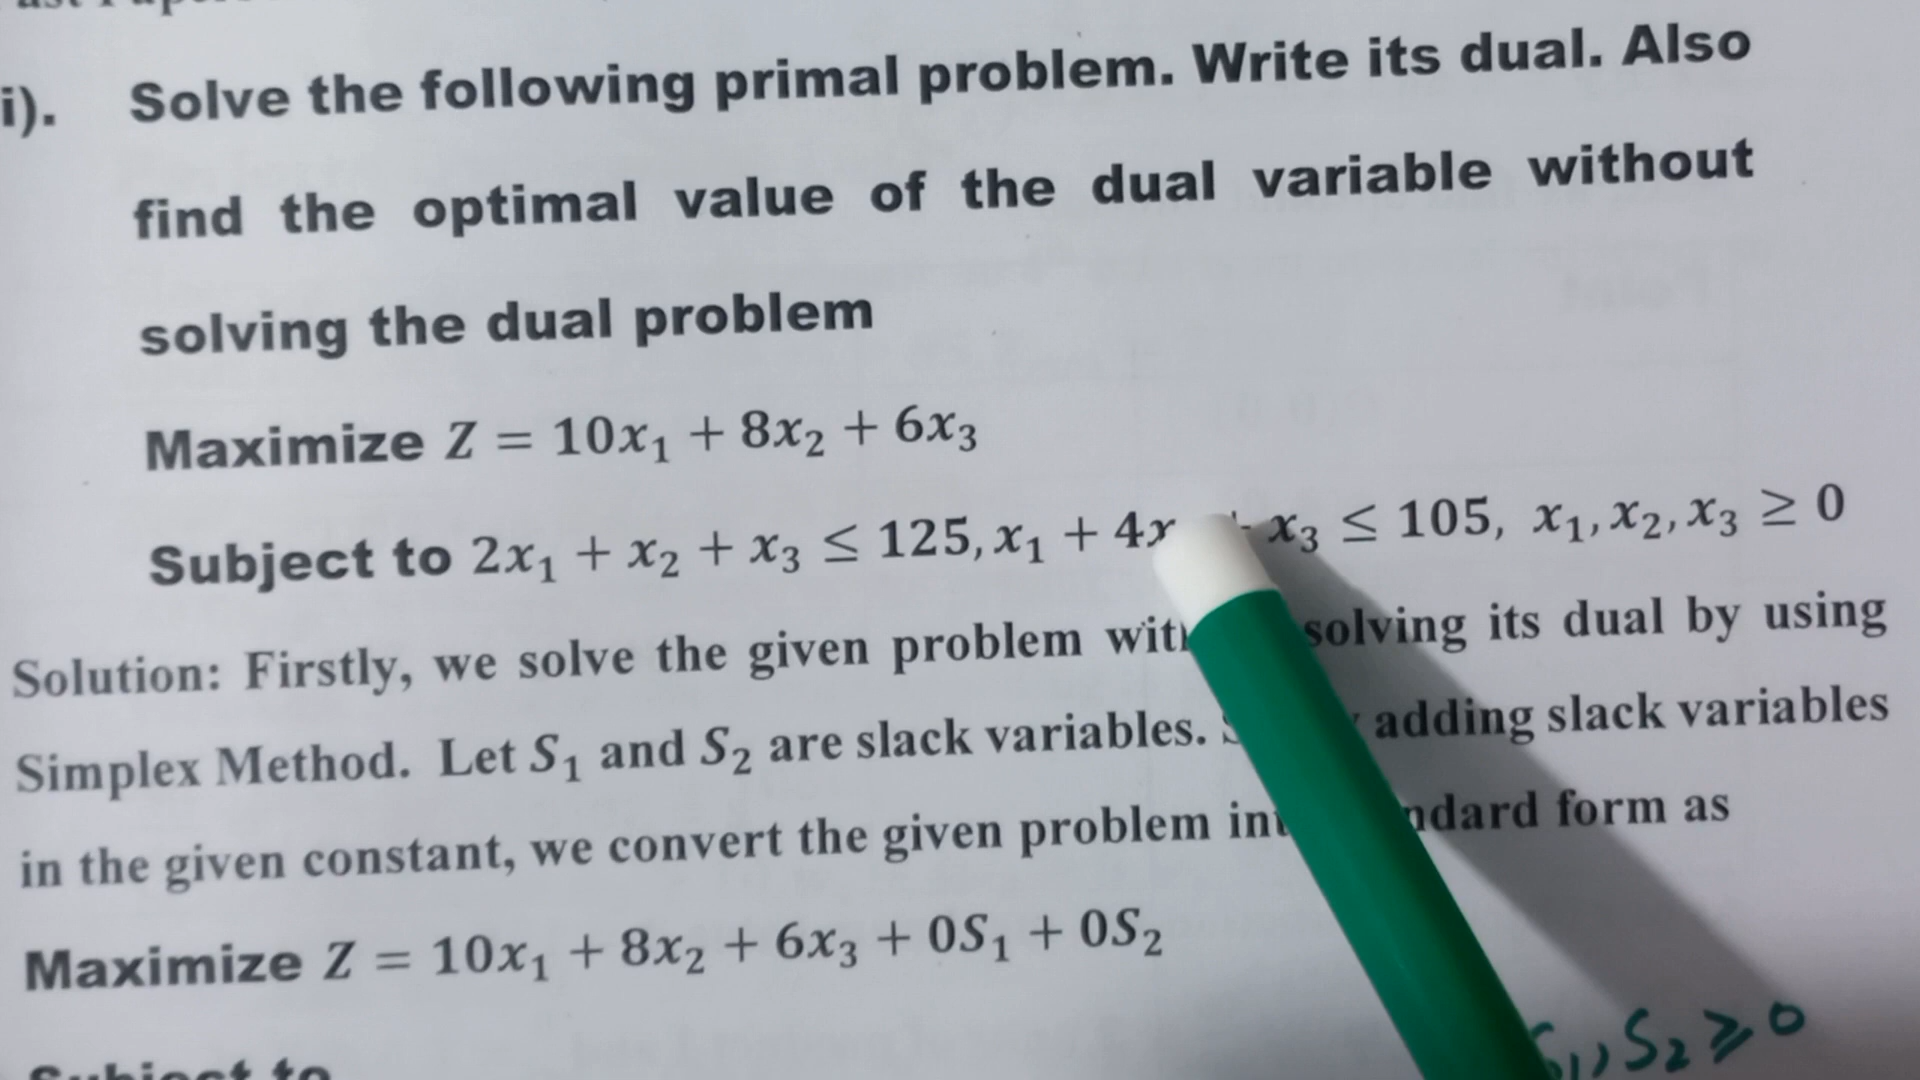 i). Solve the following primal problem. Write its dual. Also
find the optimal value of the dual variable without
solving the dual problem
Maximize Z = 10x₁ + 8x₂ + 6x₃
Subject to 2x₁ + x₂ + x₃ ≤ 125, x₁ + 4x + x₃ ≤ 105, x₁, x₂, x₃ ≥ 0
Solution: Firstly, we solve the given problem solving its dual by using
Simplex Method. Let S₁ and S₂ are slack variables. adding slack variables
in the given constant, we convert the given problem form as
Maximize Z = 10x₁ + 8x₂ + 6x₃ + 0S₁ + 0S₂
S₁, S₂ ≥ 0
Subject to